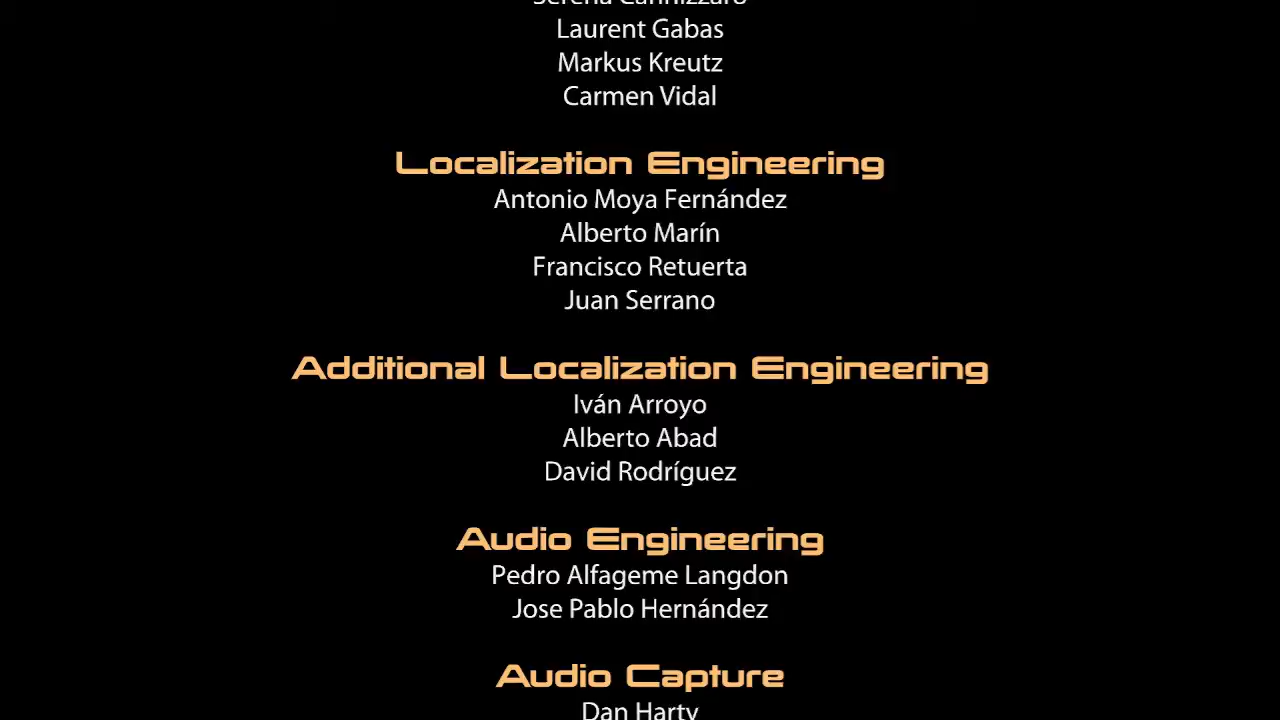 Serena Cannizzaro
Laurent Gabas
Markus Kreutz
Carmen Vidal
Localization Engineering
Antonio Moya Fernández
Alberto Marín
Francisco Retuerta
Juan Serrano
Additional Localization Engineering
Iván Arroyo
Alberto Abad
David Rodríguez
Audio Engineering
Pedro Alfageme Langdon
Jose Pablo Hernández
Audio Capture
Dan Harty